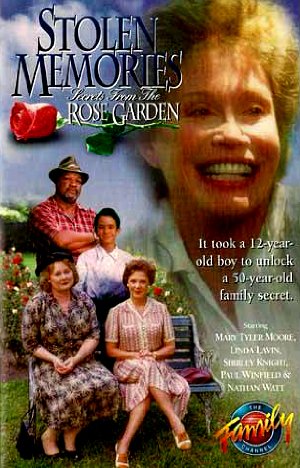 STOLEN
MEMORIES
Secrets From The
ROSE GARDEN
It took a 12-year-
old boy to unlock
a 50-year-old
family secret.
Starring
MARY TYLER MOORE,
LINDA LAVIN,
SHIRLEY KNIGHT,
PAUL WINFIELD &
NATHAN WATT
THE
Family
CHANNEL